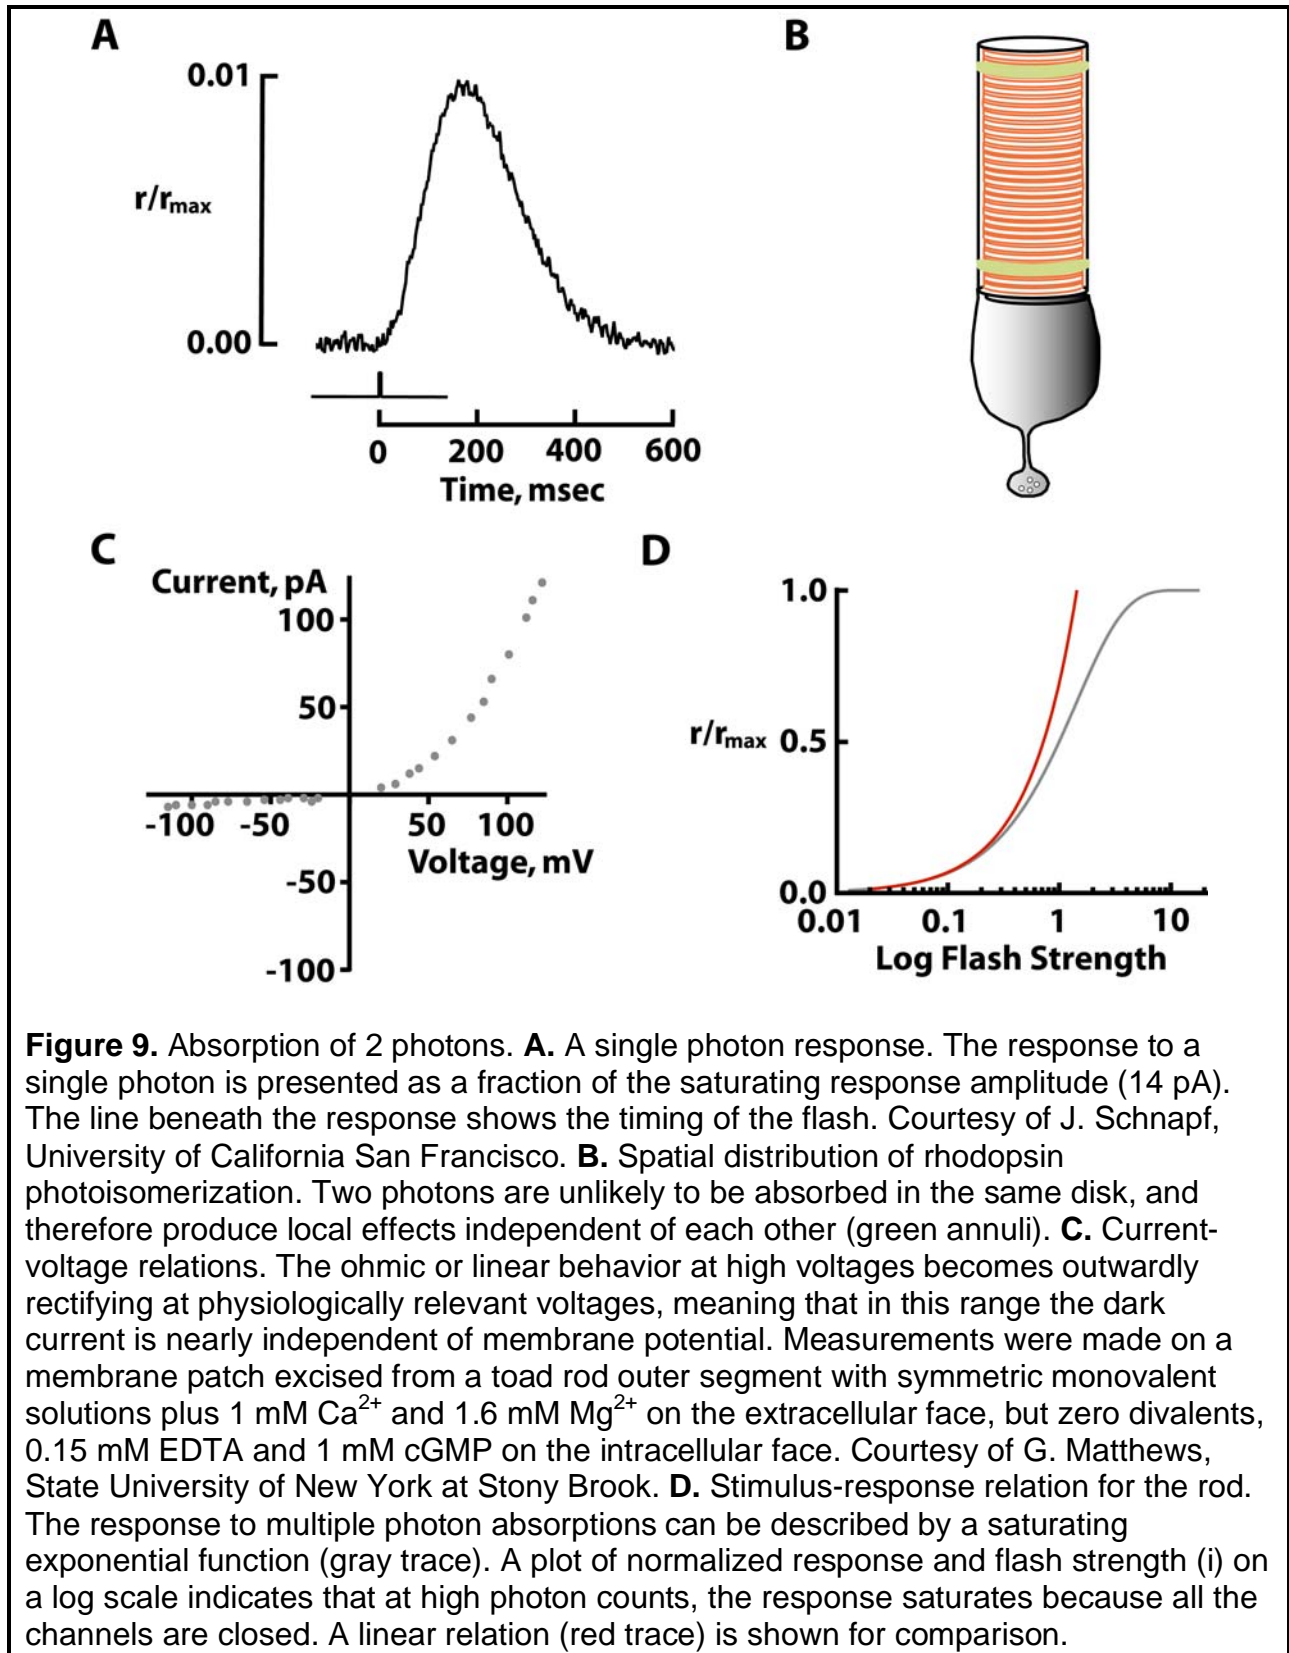 A
0.01
r/rmax
0.00
0 200 400 600
Time, msec
B
C
Current, pA
100
50
-100 -50 50 100
Voltage, mV
-50
-100
D
1.0
r/rmax 0.5
0.0
0.01 0.1 1 10
Log Flash Strength
Figure 9. Absorption of 2 photons. A. A single photon response. The response to a
single photon is presented as a fraction of the saturating response amplitude (14 pA).
The line beneath the response shows the timing of the flash. Courtesy of J. Schnapf,
University of California San Francisco. B. Spatial distribution of rhodopsin
photoisomerization. Two photons are unlikely to be absorbed in the same disk, and
therefore produce local effects independent of each other (green annuli). C. Current-
voltage relations. The ohmic or linear behavior at high voltages becomes outwardly
rectifying at physiologically relevant voltages, meaning that in this range the dark
current is nearly independent of membrane potential. Measurements were made on a
membrane patch excised from a toad rod outer segment with symmetric monovalent
solutions plus 1 mM Ca²⁺ and 1.6 mM Mg²⁺ on the extracellular face, but zero divalents,
0.15 mM EDTA and 1 mM cGMP on the intracellular face. Courtesy of G. Matthews,
State University of New York at Stony Brook. D. Stimulus-response relation for the rod.
The response to multiple photon absorptions can be described by a saturating
exponential function (gray trace). A plot of normalized response and flash strength (i) on
a log scale indicates that at high photon counts, the response saturates because all the
channels are closed. A linear relation (red trace) is shown for comparison.